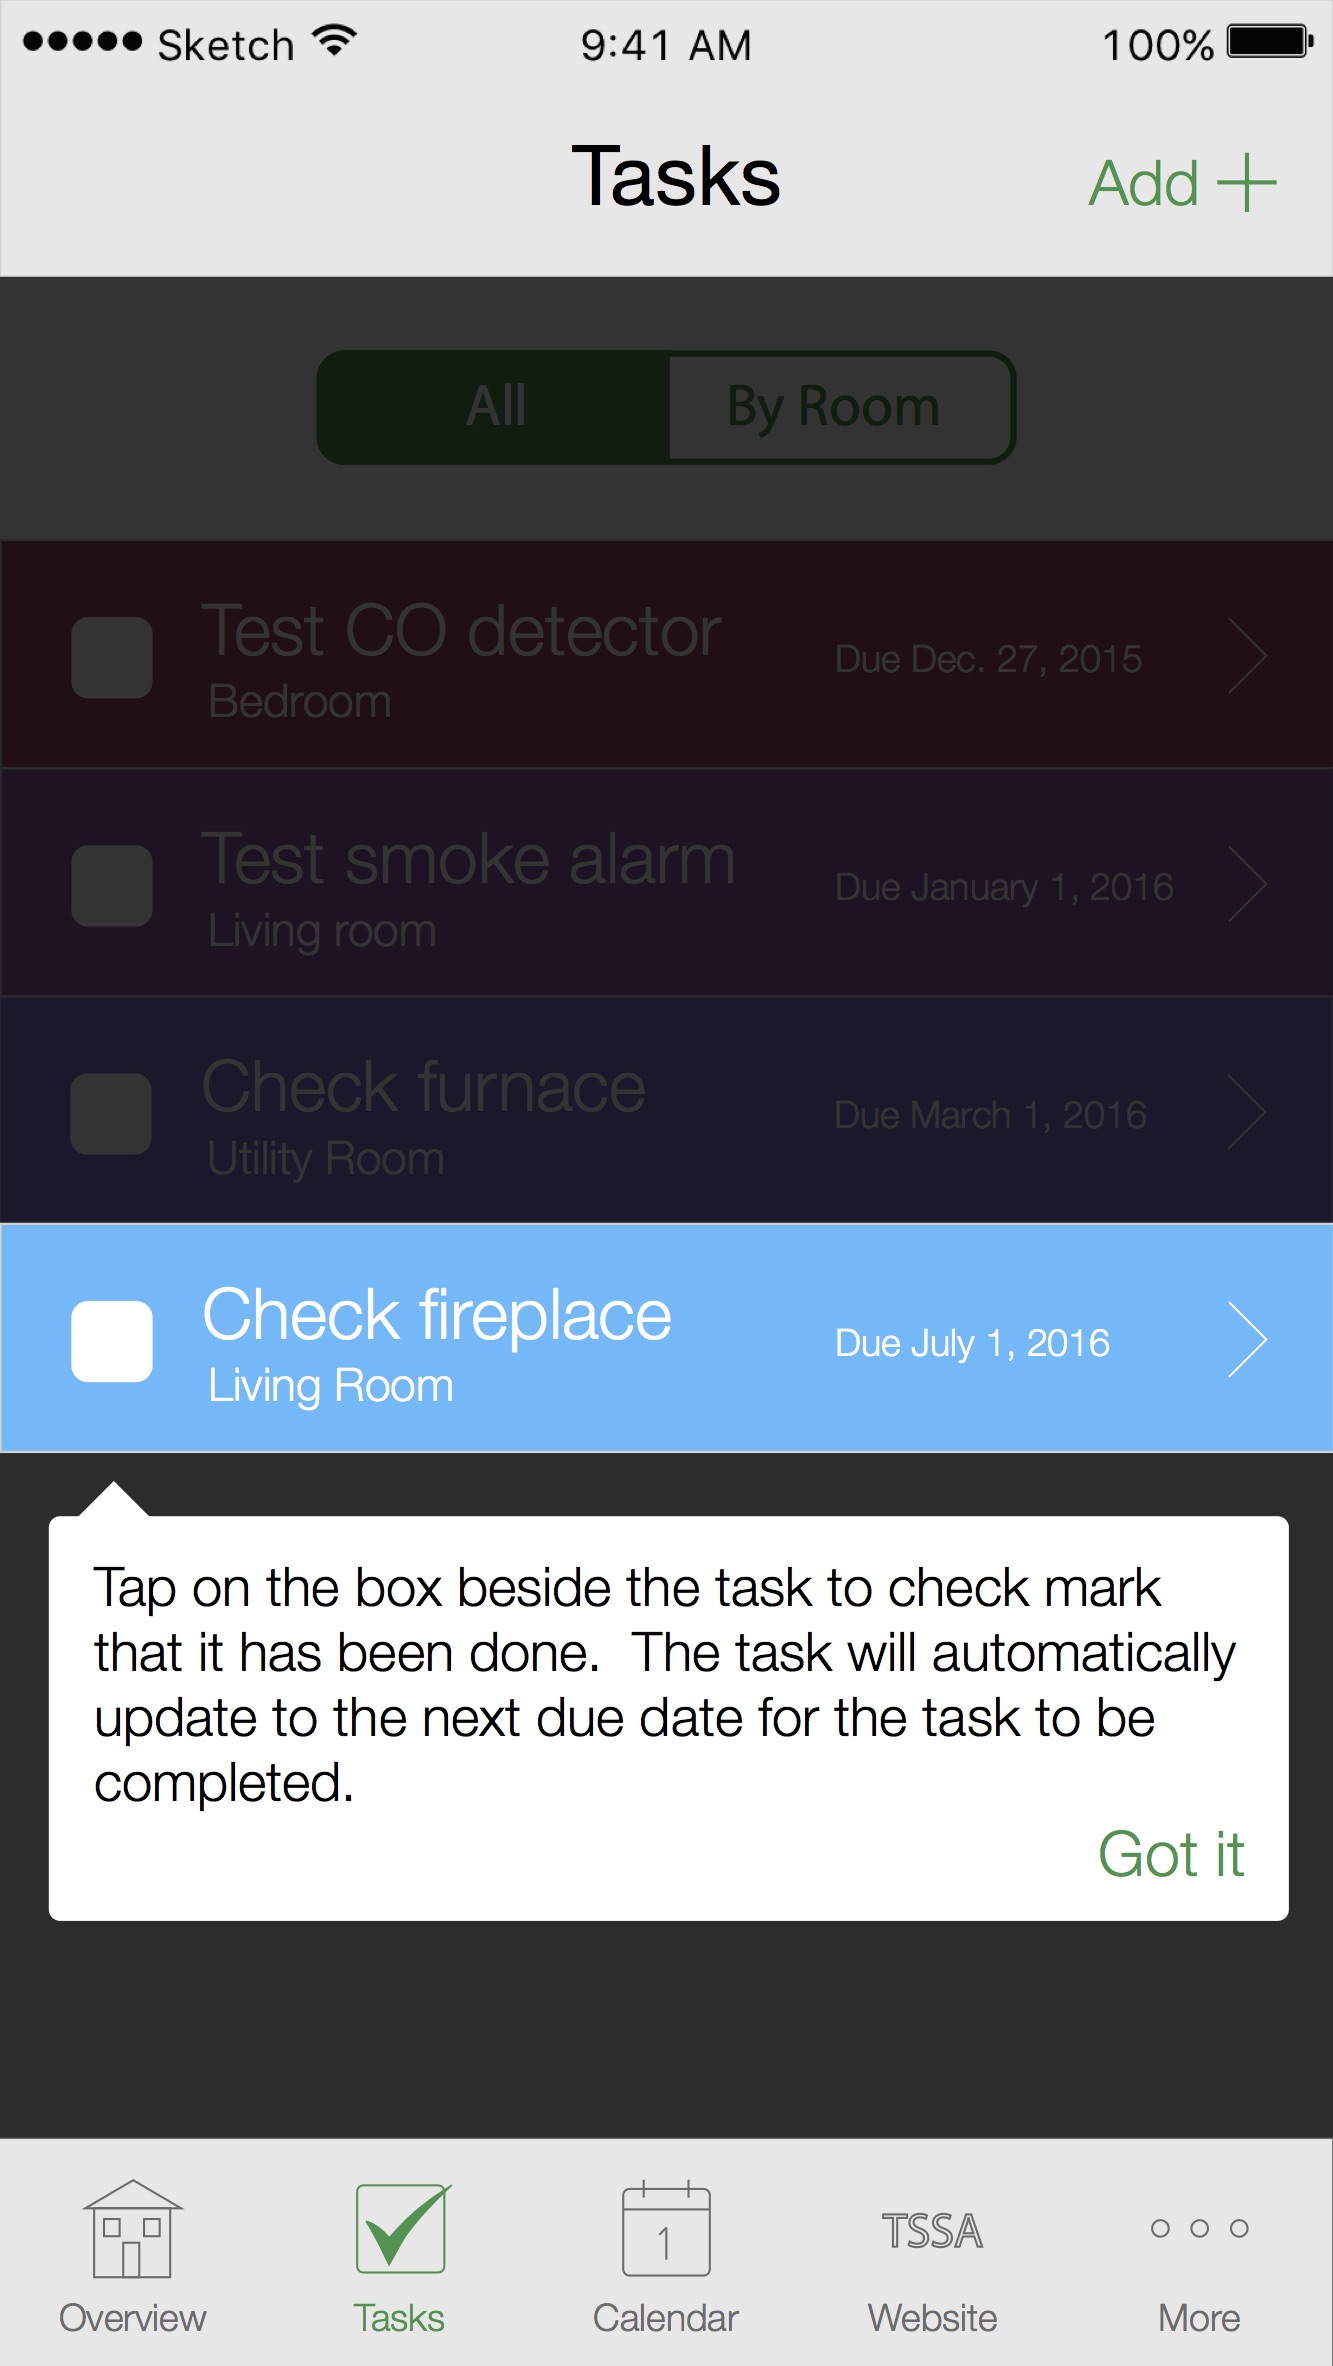 Sketch 9:41 AM 100%
Tasks Add
All By Room
Test CO detector
Due Dec. 27, 2015
Bedroom
Test smoke alarm
Due January 1, 2016
Living room
Check furnace
Due March 1, 2016
Utility Room
Check fireplace
Due July 1, 2016
Living Room
Tap on the box beside the task to check mark
that it has been done.  The task will automatically
update to the next due date for the task to be
completed.
Got it
1 TSSA
Overview Tasks Calendar Website More